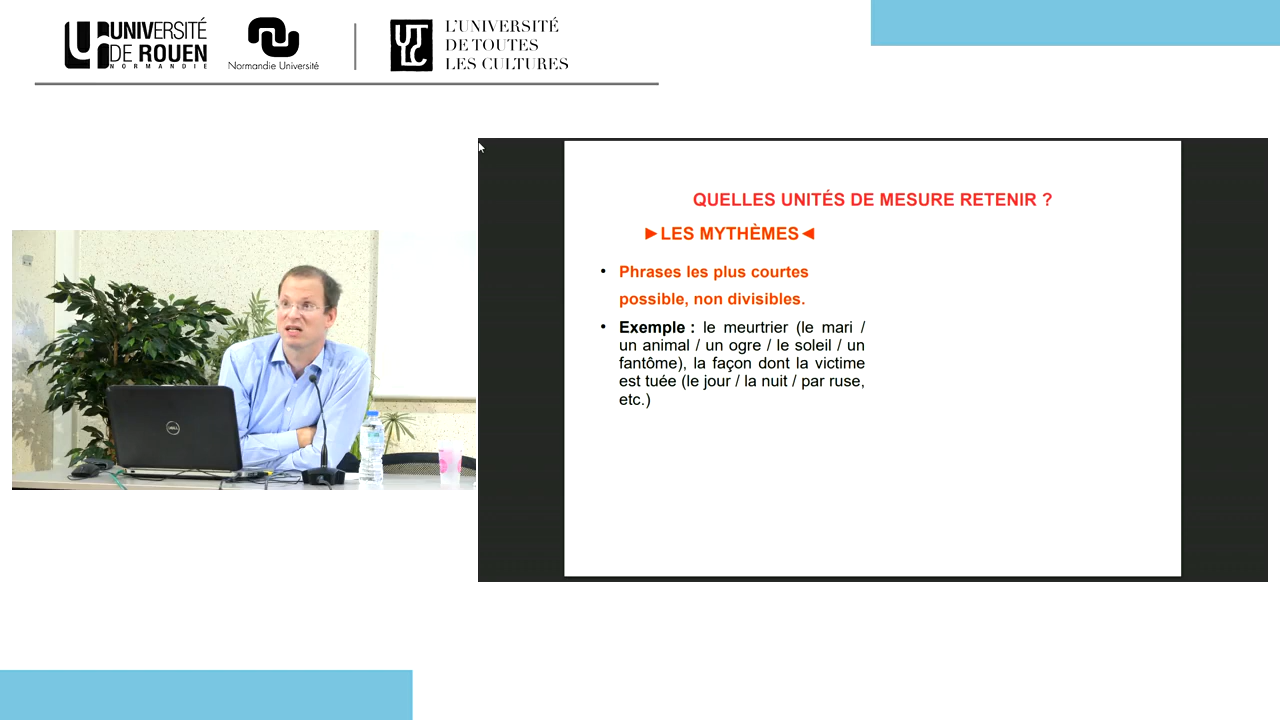 UNIVERSITÉ
DE ROUEN
NORMANDIE
Normandie Université
UTLC
L'UNIVERSITÉ
DE TOUTES
LES CULTURES
QUELLES UNITÉS DE MESURE RETENIR ?
►LES MYTHÈMES◄
• Phrases les plus courtes
possible, non divisibles.
• Exemple : le meurtrier (le mari /
un animal / un ogre / le soleil / un
fantôme), la façon dont la victime
est tuée (le jour / la nuit / par ruse,
etc.)
DELL